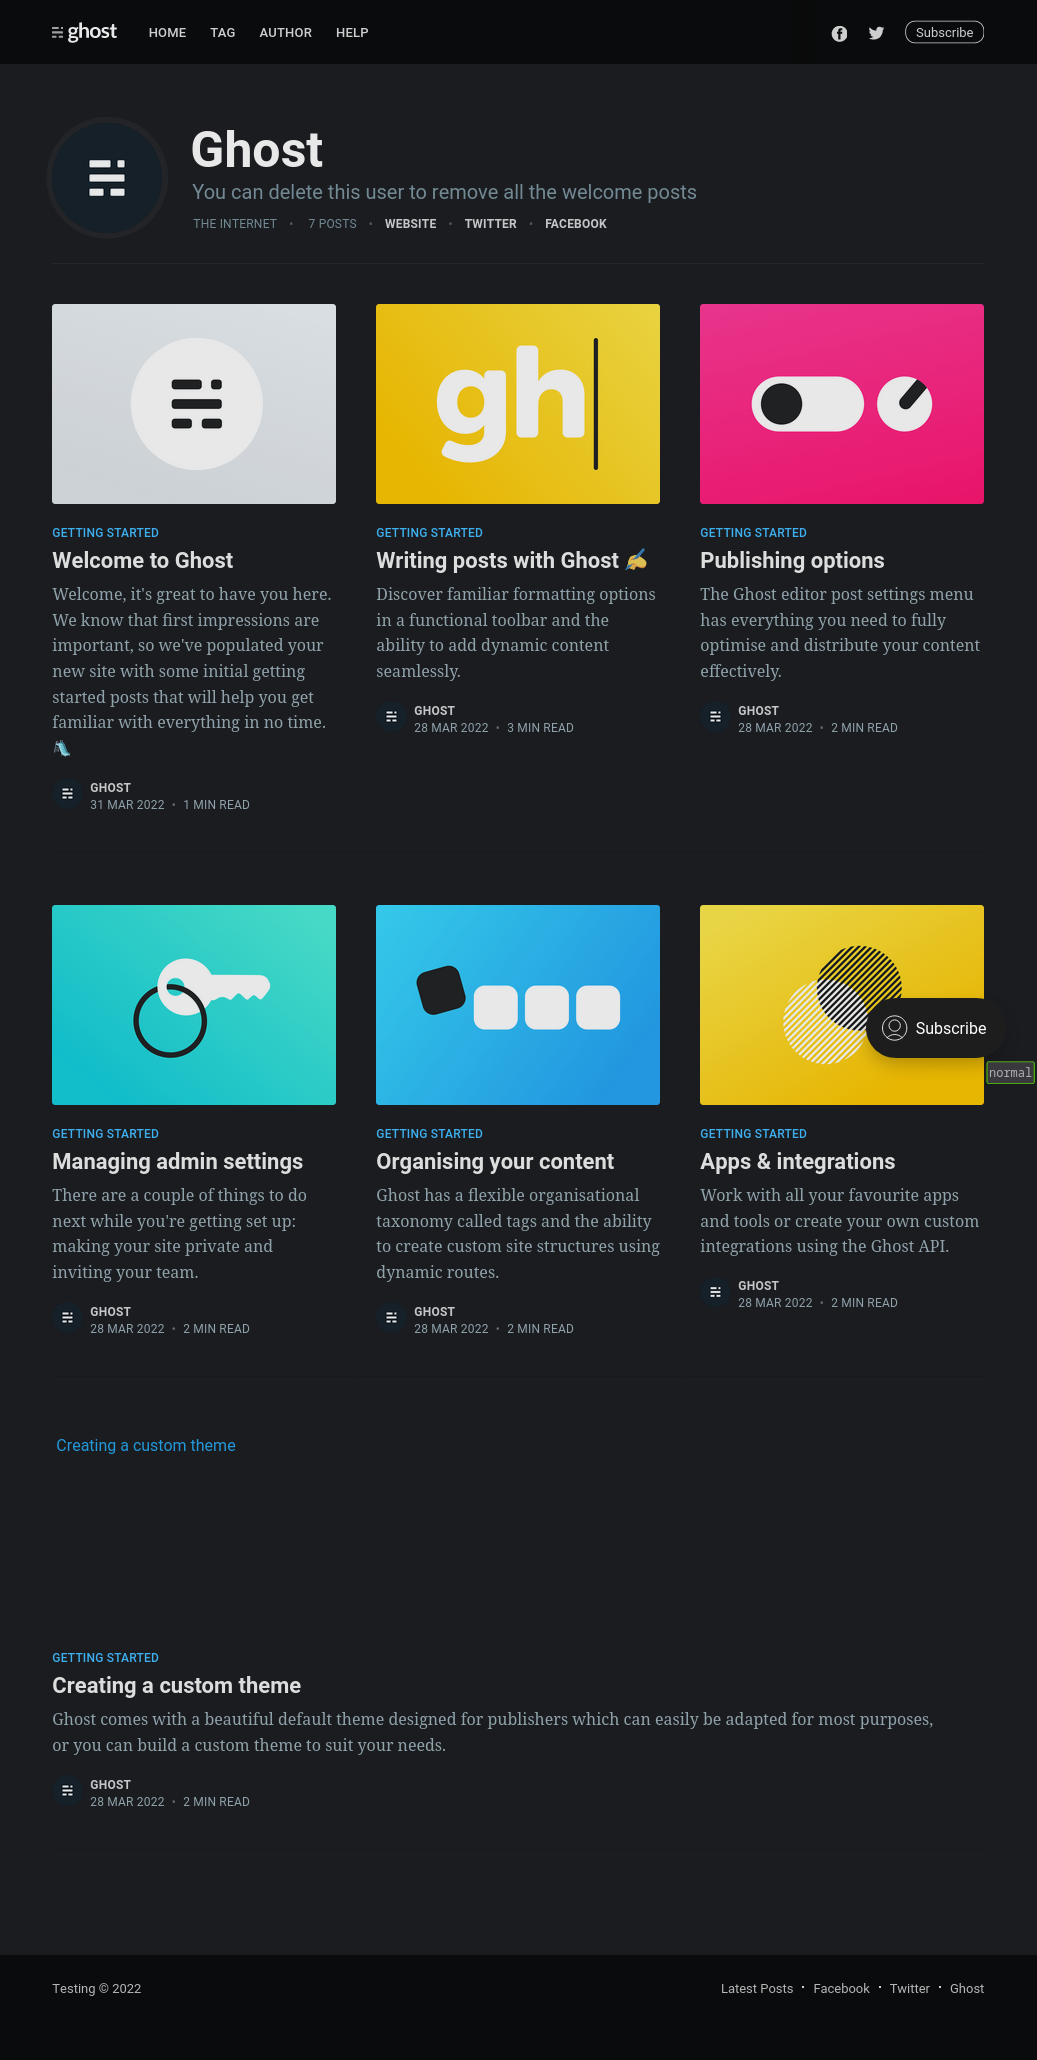 ghost HOME TAG AUTHOR HELP Subscribe
Ghost
You can delete this user to remove all the welcome posts
THE INTERNET • 7 POSTS • WEBSITE • TWITTER • FACEBOOK
gh
GETTING STARTED
Welcome to Ghost
Welcome, it's great to have you here.
We know that first impressions are
important, so we've populated your
new site with some initial getting
started posts that will help you get
familiar with everything in no time.
GHOST
31 MAR 2022 • 1 MIN READ
GETTING STARTED
Writing posts with Ghost ✍️
Discover familiar formatting options
in a functional toolbar and the
ability to add dynamic content
seamlessly.
GHOST
28 MAR 2022 • 3 MIN READ
GETTING STARTED
Publishing options
The Ghost editor post settings menu
has everything you need to fully
optimise and distribute your content
effectively.
GHOST
28 MAR 2022 • 2 MIN READ
Subscribe
normal
GETTING STARTED
Managing admin settings
There are a couple of things to do
next while you're getting set up:
making your site private and
inviting your team.
GHOST
28 MAR 2022 • 2 MIN READ
GETTING STARTED
Organising your content
Ghost has a flexible organisational
taxonomy called tags and the ability
to create custom site structures using
dynamic routes.
GHOST
28 MAR 2022 • 2 MIN READ
GETTING STARTED
Apps & integrations
Work with all your favourite apps
and tools or create your own custom
integrations using the Ghost API.
GHOST
28 MAR 2022 • 2 MIN READ
Creating a custom theme
GETTING STARTED
Creating a custom theme
Ghost comes with a beautiful default theme designed for publishers which can easily be adapted for most purposes,
or you can build a custom theme to suit your needs.
GHOST
28 MAR 2022 • 2 MIN READ
Testing © 2022
Latest Posts • Facebook • Twitter • Ghost